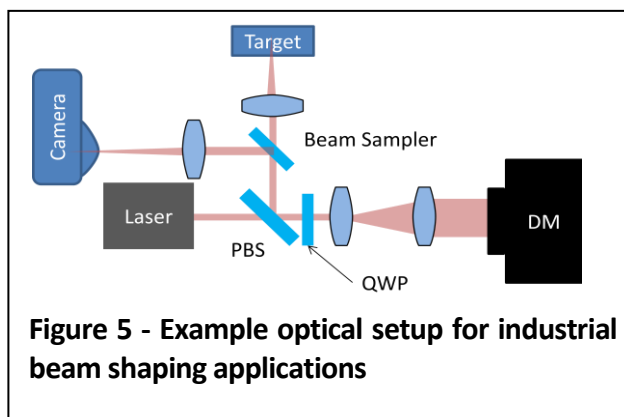 Target
Camera
Beam Sampler
Laser
DM
PBS
QWP
Figure 5 - Example optical setup for industrial
beam shaping applications